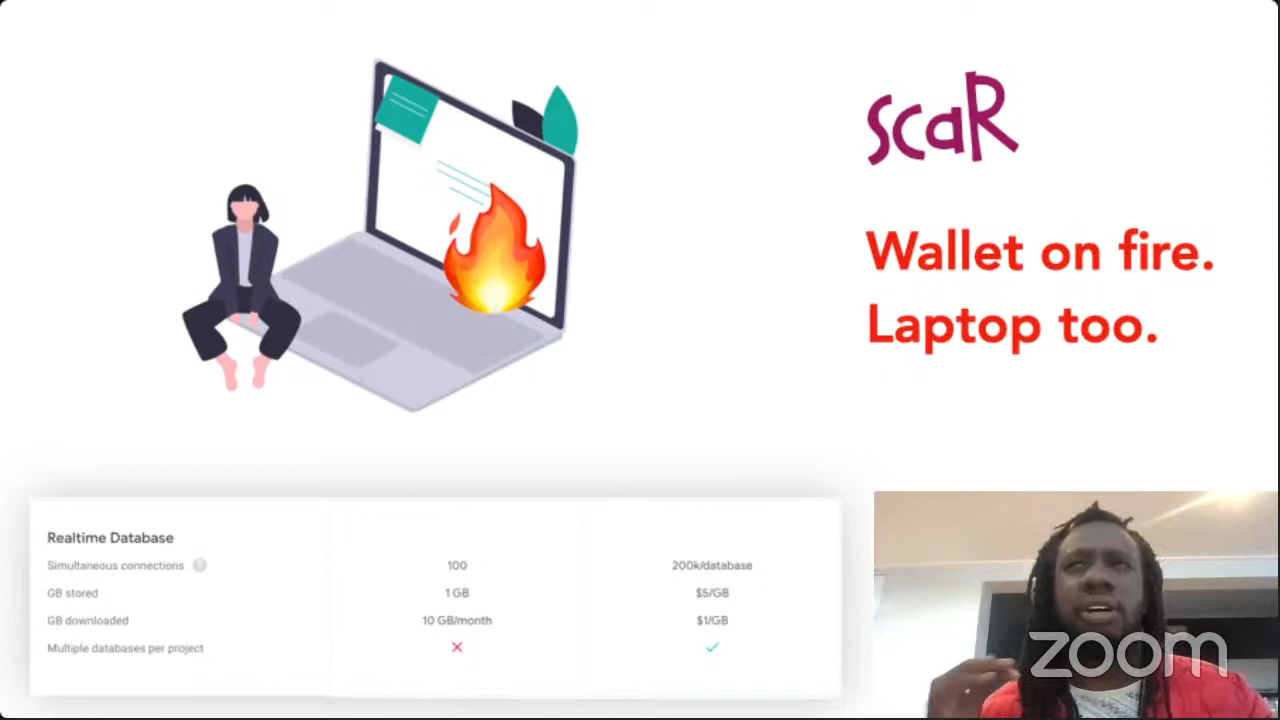 scaR
Wallet on fire.
Laptop too.
Realtime Database
Simultaneous connections ? 100 200k/database
GB stored 1 GB $5/GB
GB downloaded 10 GB/month $1/GB
Multiple databases per project
zoom